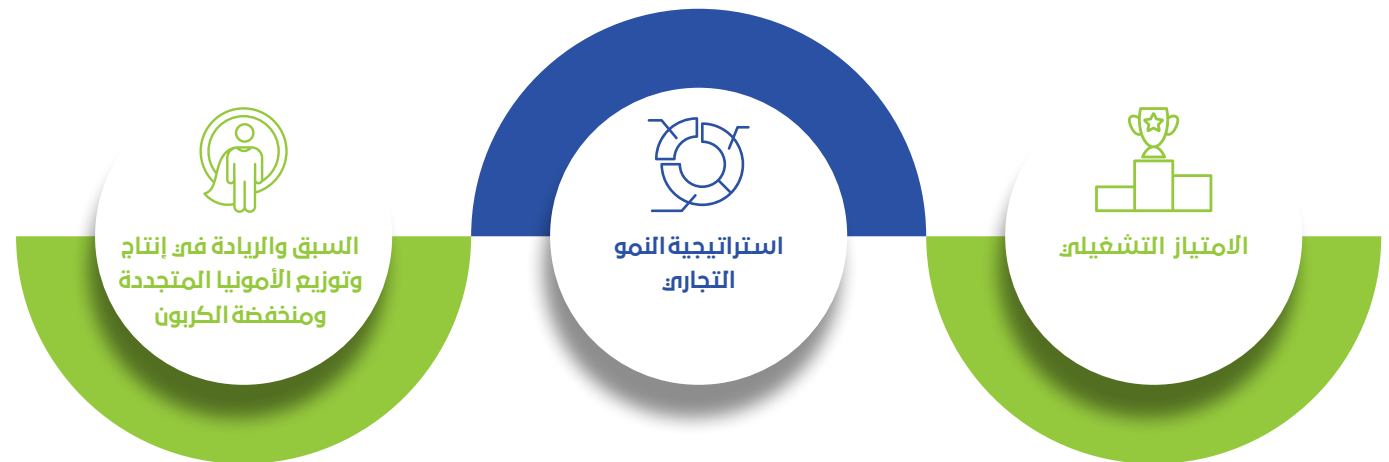 الامتياز التشغيلي
استراتيجية النمو
التجاري
السبق والريادة في إنتاج
وتوزيع الأمونيا المتجددة
ومنخفضة الكربون